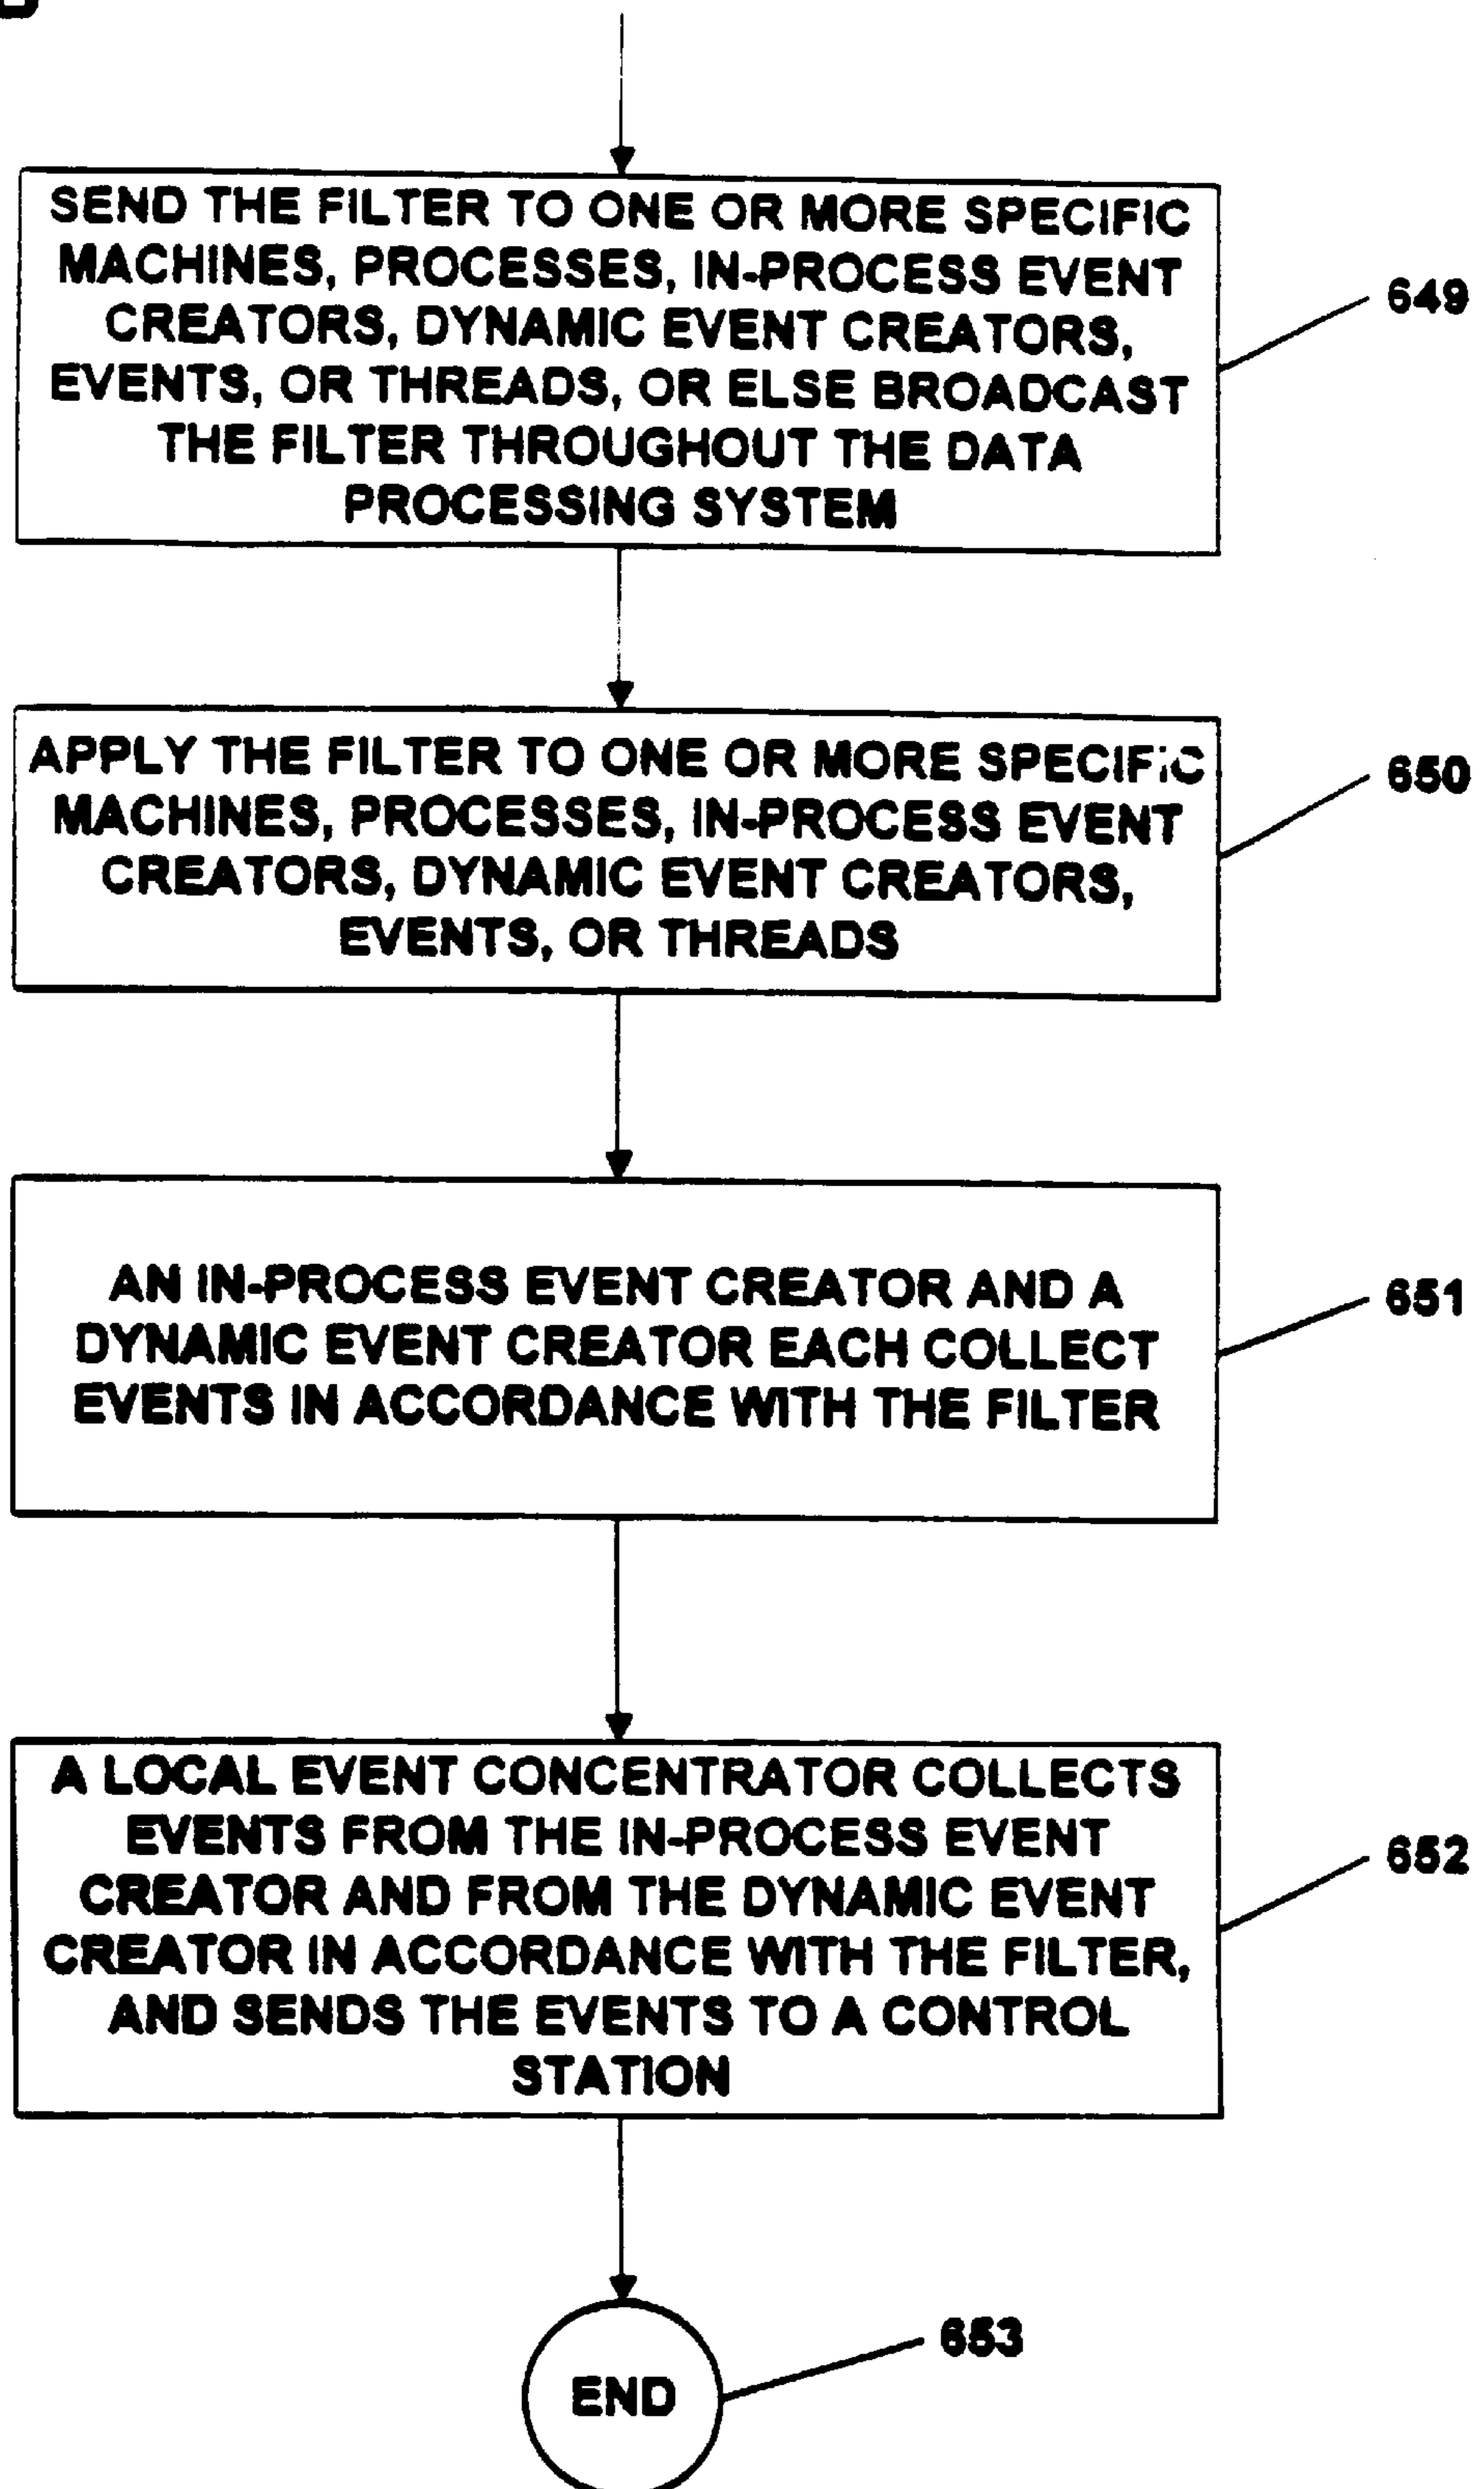 SEND THE FILTER TO ONE OR MORE SPECIFIC
MACHINES, PROCESSES, IN-PROCESS EVENT
CREATORS, DYNAMIC EVENT CREATORS,
EVENTS, OR THREADS, OR ELSE BROADCAST
THE FILTER THROUGHOUT THE DATA
PROCESSING SYSTEM
649
APPLY THE FILTER TO ONE OR MORE SPECIFIC
MACHINES, PROCESSES, IN-PROCESS EVENT
CREATORS, DYNAMIC EVENT CREATORS,
EVENTS, OR THREADS
650
AN IN-PROCESS EVENT CREATOR AND A
DYNAMIC EVENT CREATOR EACH COLLECT
EVENTS IN ACCORDANCE WITH THE FILTER
651
A LOCAL EVENT CONCENTRATOR COLLECTS
EVENTS FROM THE IN-PROCESS EVENT
CREATOR AND FROM THE DYNAMIC EVENT
CREATOR IN ACCORDANCE WITH THE FILTER,
AND SENDS THE EVENTS TO A CONTROL
STATION
652
END
653